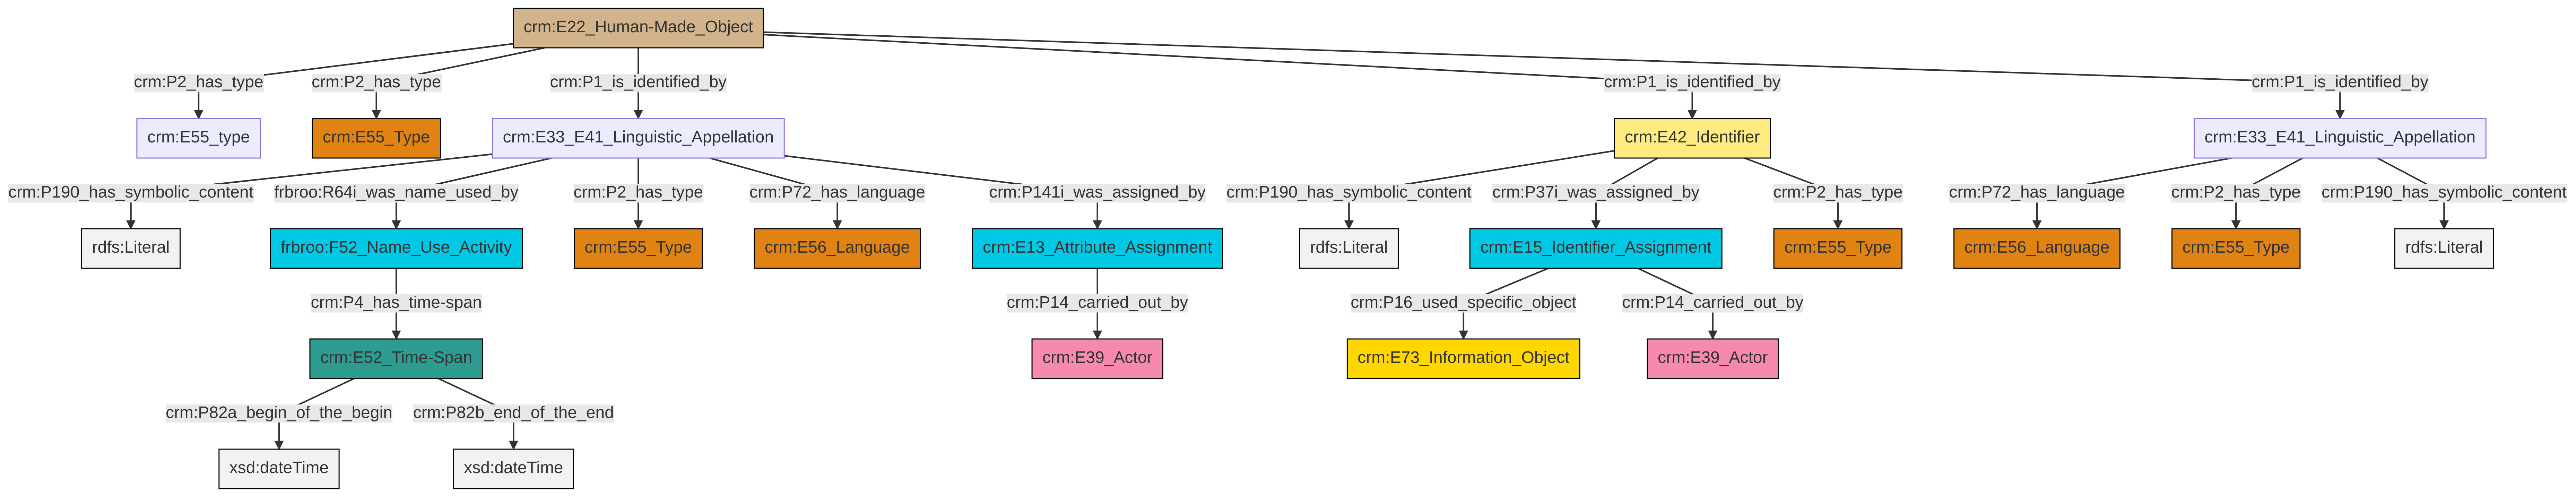 crm:E22_Human-Made_Object
crm:P2_has_type
crm:P2_has_type
crm:P1_is_identified_by
crm:P1_is_identified_by
crm:P1_is_identified_by
crm:E55_type
crm:E55_Type
crm:E33_E41_Linguistic_Appellation
crm:E42_Identifier
crm:E33_E41_Linguistic_Appellation
crm:P190_has_symbolic_content
frbroo:R64i_was_name_used_by
crm:P2_has_type
crm:P72_has_language
crm:P141i_was_assigned_by
crm:P190_has_symbolic_content
crm:P37i_was_assigned_by
crm:P2_has_type
crm:P72_has_language
crm:P2_has_type
crm:P190_has_symbolic_content
rdfs:Literal
frbroo:F52_Name_Use_Activity
crm:E55_Type
crm:E56_Language
crm:E13_Attribute_Assignment
rdfs:Literal
crm:E15_Identifier_Assignment
crm:E55_Type
crm:E56_Language
crm:E55_Type
rdfs:Literal
crm:P4_has_time-span
crm:P14_carried_out_by
crm:P16_used_specific_object
crm:P14_carried_out_by
crm:E52_Time-Span
crm:E39_Actor
crm:E73_Information_Object
crm:E39_Actor
crm:P82a_begin_of_the_begin
crm:P82b_end_of_the_end
xsd:dateTime
xsd:dateTime